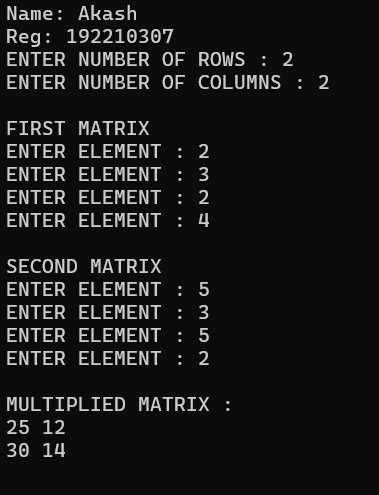 Name: Akash
Reg: 192210307
ENTER NUMBER OF ROWS : 2
ENTER NUMBER OF COLUMNS : 2
FIRST MATRIX
ENTER ELEMENT : 2
ENTER ELEMENT : 3
ENTER ELEMENT : 2
ENTER ELEMENT : 4
SECOND MATRIX
ENTER ELEMENT : 5
ENTER ELEMENT : 3
ENTER ELEMENT : 5
ENTER ELEMENT : 2
MULTIPLIED MATRIX :
25 12
30 14